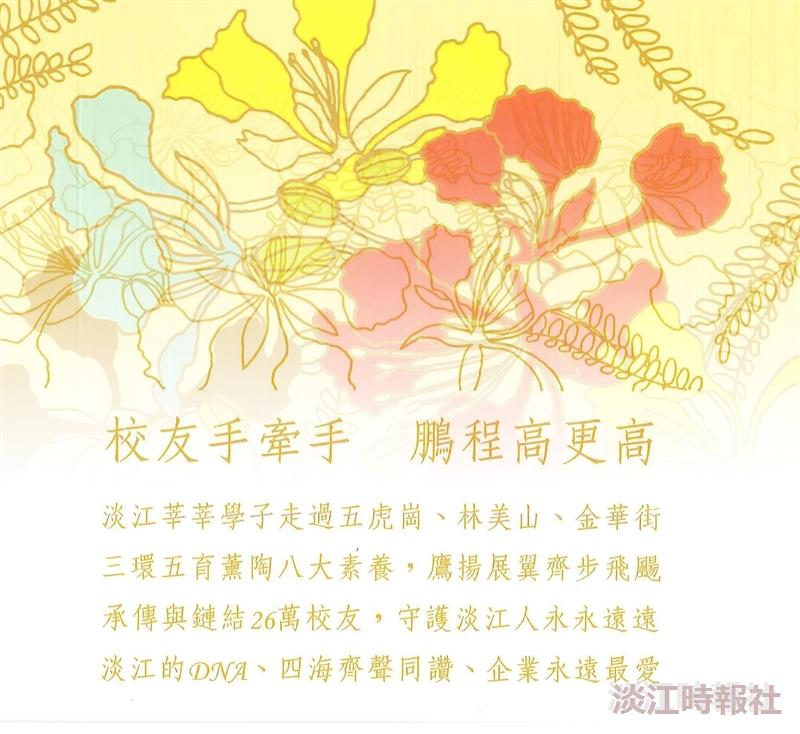 校友手牽手　鵬程高更高
淡江莘莘學子走過五虎崗、林美山、金華街
三環五育薰陶八大素養，鷹揚展翼齊步飛颺
承傳與鏈結26萬校友，守護淡江人永永遠遠
淡江的DNA、四海齊聲同讚、企業永遠最愛
淡江時報社